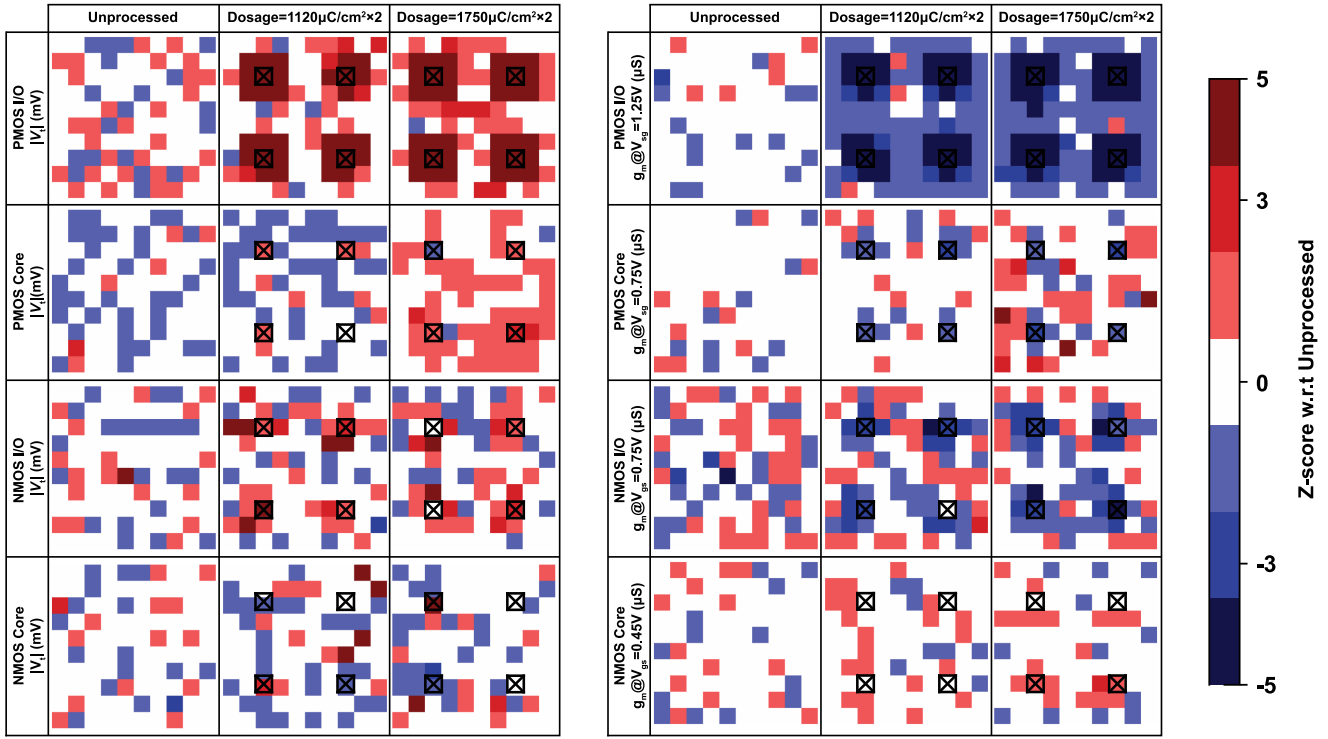 Unprocessed
Dosage=1120μC/cm²×2
Dosage=1750μC/cm²×2
PMOS I/O
|Vₜ| (mV)
PMOS Core
|Vₜ|(mV)
NMOS I/O
|Vₜ| (mV)
NMOS Core
|Vₜ| (mV)
Unprocessed
Dosage=1120μC/cm²×2
Dosage=1750μC/cm²×2
PMOS I/O
gₘ@Vsg=1.25V (μS)
PMOS Core
gₘ@Vsg=0.75V (μS)
NMOS I/O
gₘ@Vgs=0.75V (μS)
NMOS Core
gₘ@Vgs=0.45V (μS)
5
3
0
-3
-5
Z-score w.r.t Unprocessed